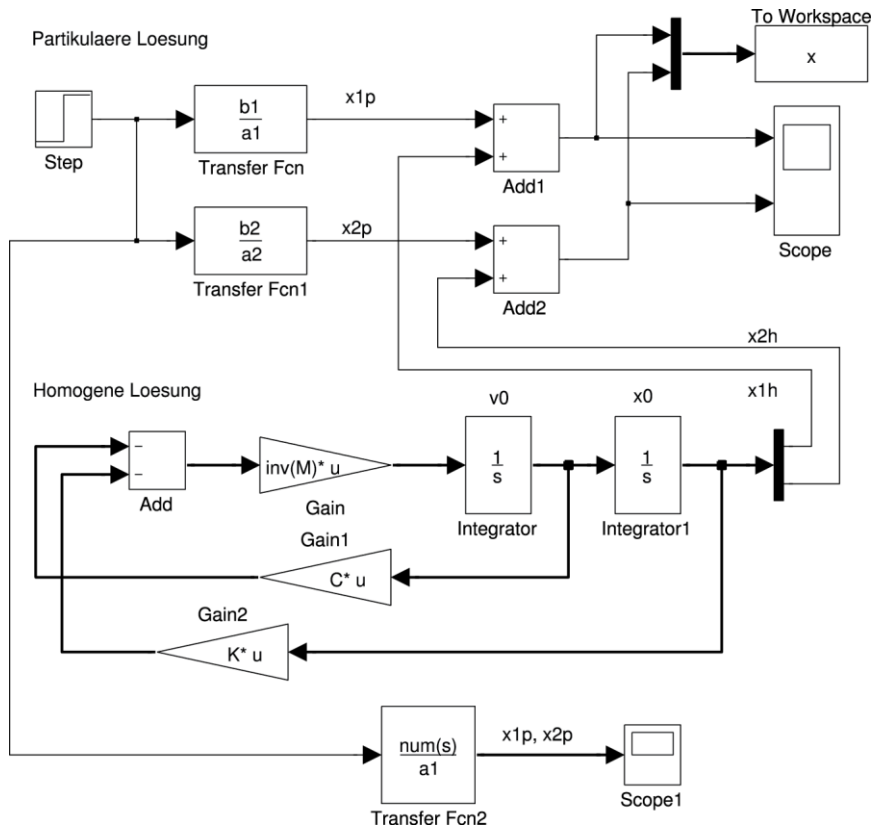 To Workspace
Partikulaere Loesung
x
b1
a1
x1p
Step
Transfer Fcn
+
+
Add1
b2
a2
x2p
Transfer Fcn1
+
+
Add2
Scope
x2h
Homogene Loesung
v0
x0
x1h
−
−
Add
inv(M)* u
Gain
1
s
Integrator
1
s
Integrator1
Gain1
C* u
Gain2
K* u
num(s)
a1
Transfer Fcn2
x1p, x2p
Scope1